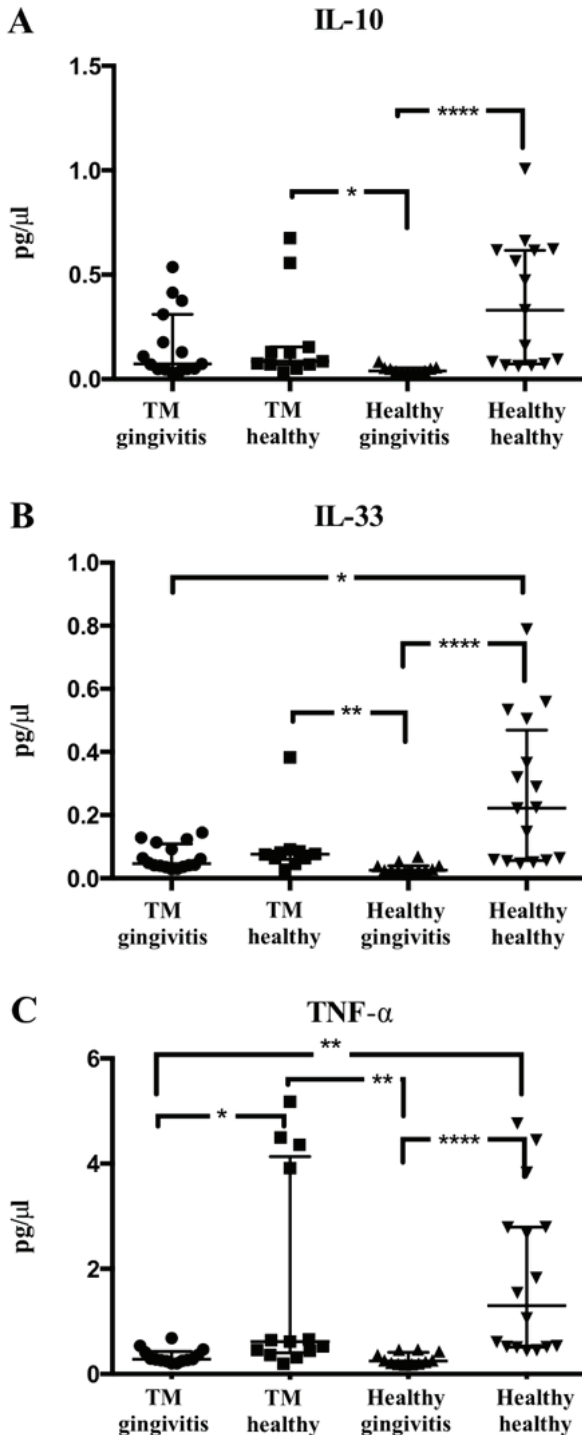 A
IL-10
pg/µl
1.5
1.0
0.5
0.0
****
*
TM gingivitis
TM healthy
Healthy gingivitis
Healthy healthy
B
IL-33
pg/µl
1.0
0.8
0.6
0.4
0.2
0.0
*
****
**
TM gingivitis
TM healthy
Healthy gingivitis
Healthy healthy
C
TNF-α
pg/µl
6
4
2
0
**
**
*
****
TM gingivitis
TM healthy
Healthy gingivitis
Healthy healthy